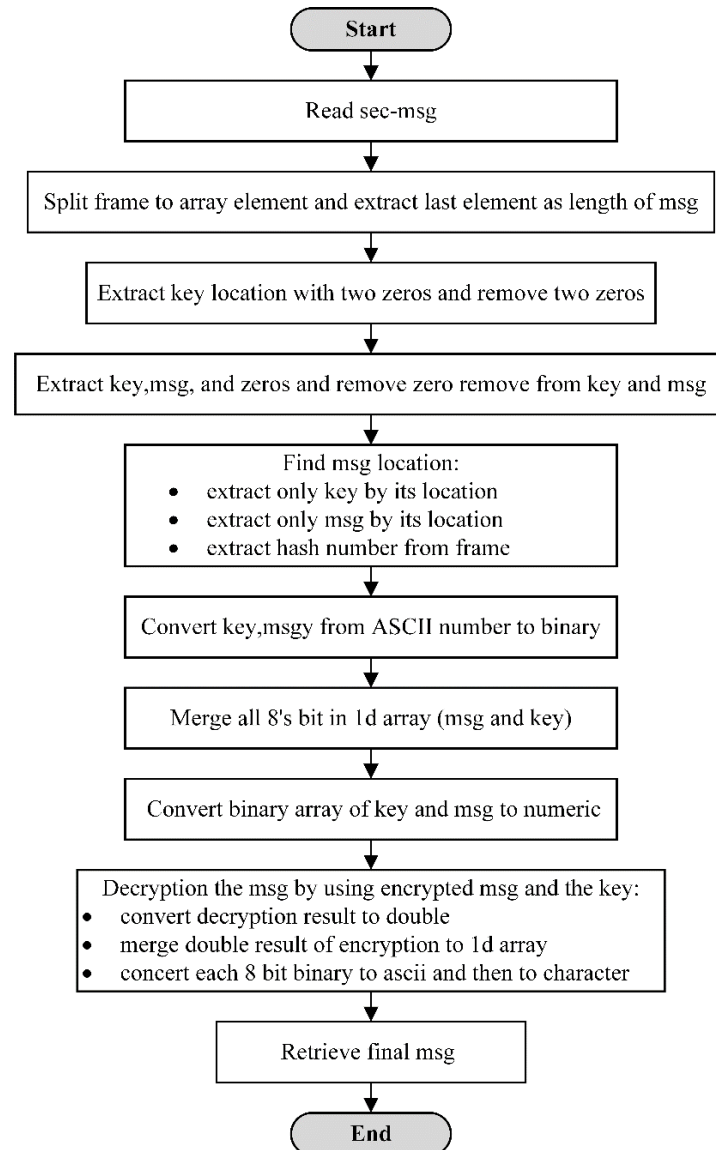 Start
Read sec-msg
Split frame to array element and extract last element as length of msg
Extract key location with two zeros and remove two zeros
Extract key,msg, and zeros and remove zero remove from key and msg
Find msg location:
• extract only key by its location
• extract only msg by its location
• extract hash number from frame
Convert key,msgy from ASCII number to binary
Merge all 8's bit in 1d array (msg and key)
Convert binary array of key and msg to numeric
Decryption the msg by using encrypted msg and the key:
• convert decryption result to double
• merge double result of encryption to 1d array
• concert each 8 bit binary to ascii and then to character
Retrieve final msg
End